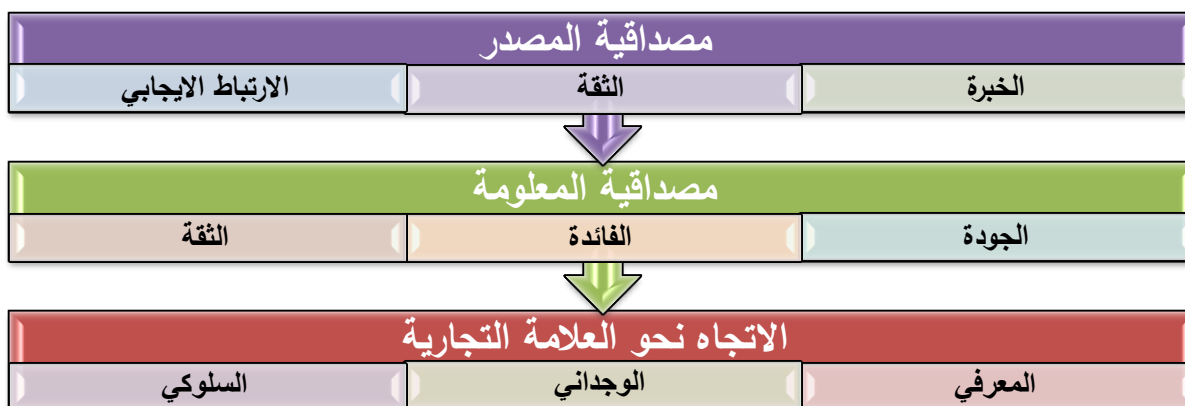 مصداقية المصدر
الخبرة الثقة الارتباط الايجابي
مصداقية المعلومة
الجودة الفائدة الثقة
الاتجاه نحو العلامة التجارية
المعرفي الوجداني السلوكي